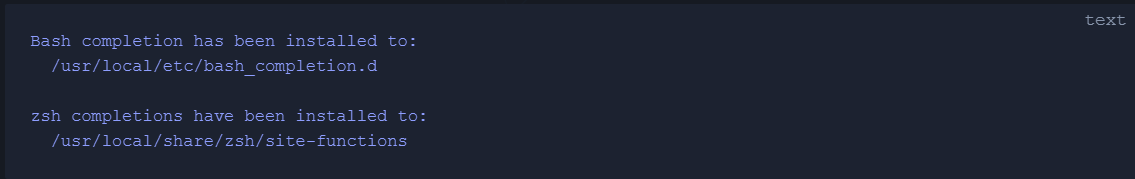 text
Bash completion has been installed to:
  /usr/local/etc/bash_completion.d

zsh completions have been installed to:
  /usr/local/share/zsh/site-functions